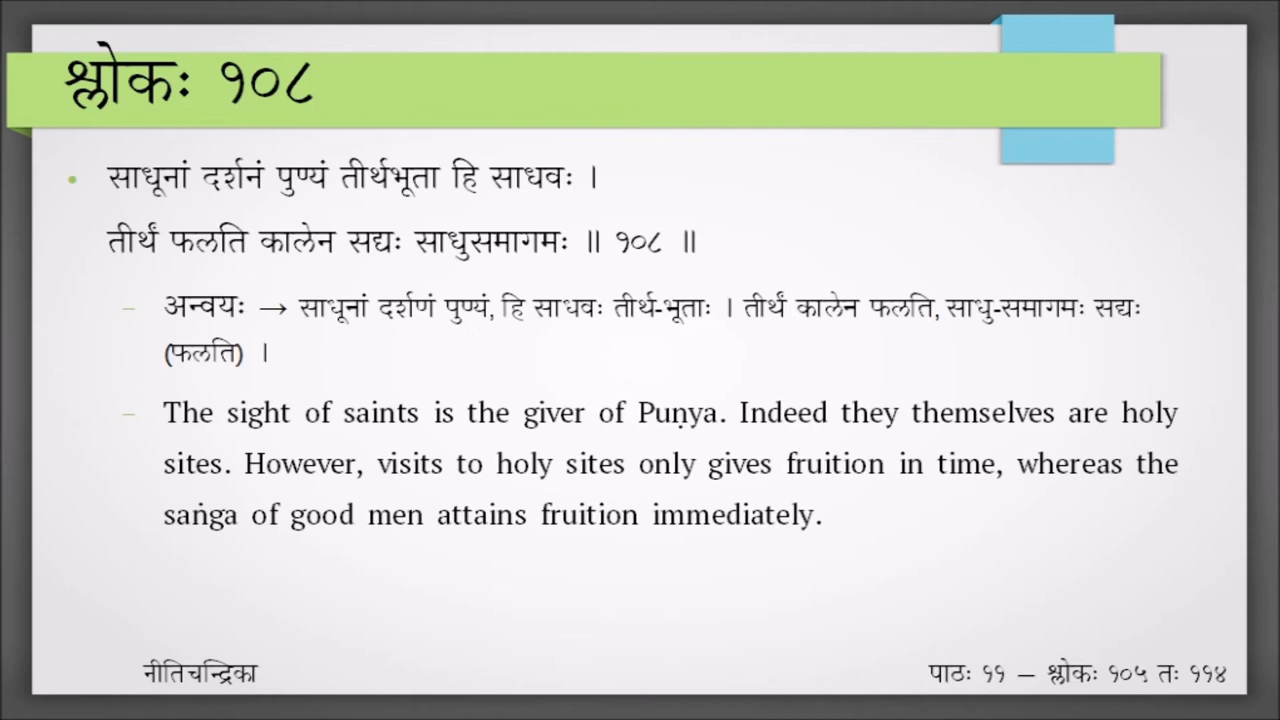 श्लोकः १०८
साधूनां दर्शनं पुण्यं तीर्थभूता हि साधवः ।
तीर्थं फलति कालेन सद्यः साधुसमागमः ॥ १०८ ॥
अन्वयः → साधूनां दर्शणं पुण्यं, हि साधवः तीर्थ-भूताः । तीर्थं कालेन फलति, साधु-समागमः सद्यः
(फलति) ।
The sight of saints is the giver of Puṇya. Indeed they themselves are holy
sites. However, visits to holy sites only gives fruition in time, whereas the
saṅga of good men attains fruition immediately.
नीतिचन्द्रिका
पाठः ११ – श्लोकः १०५ तः ११४